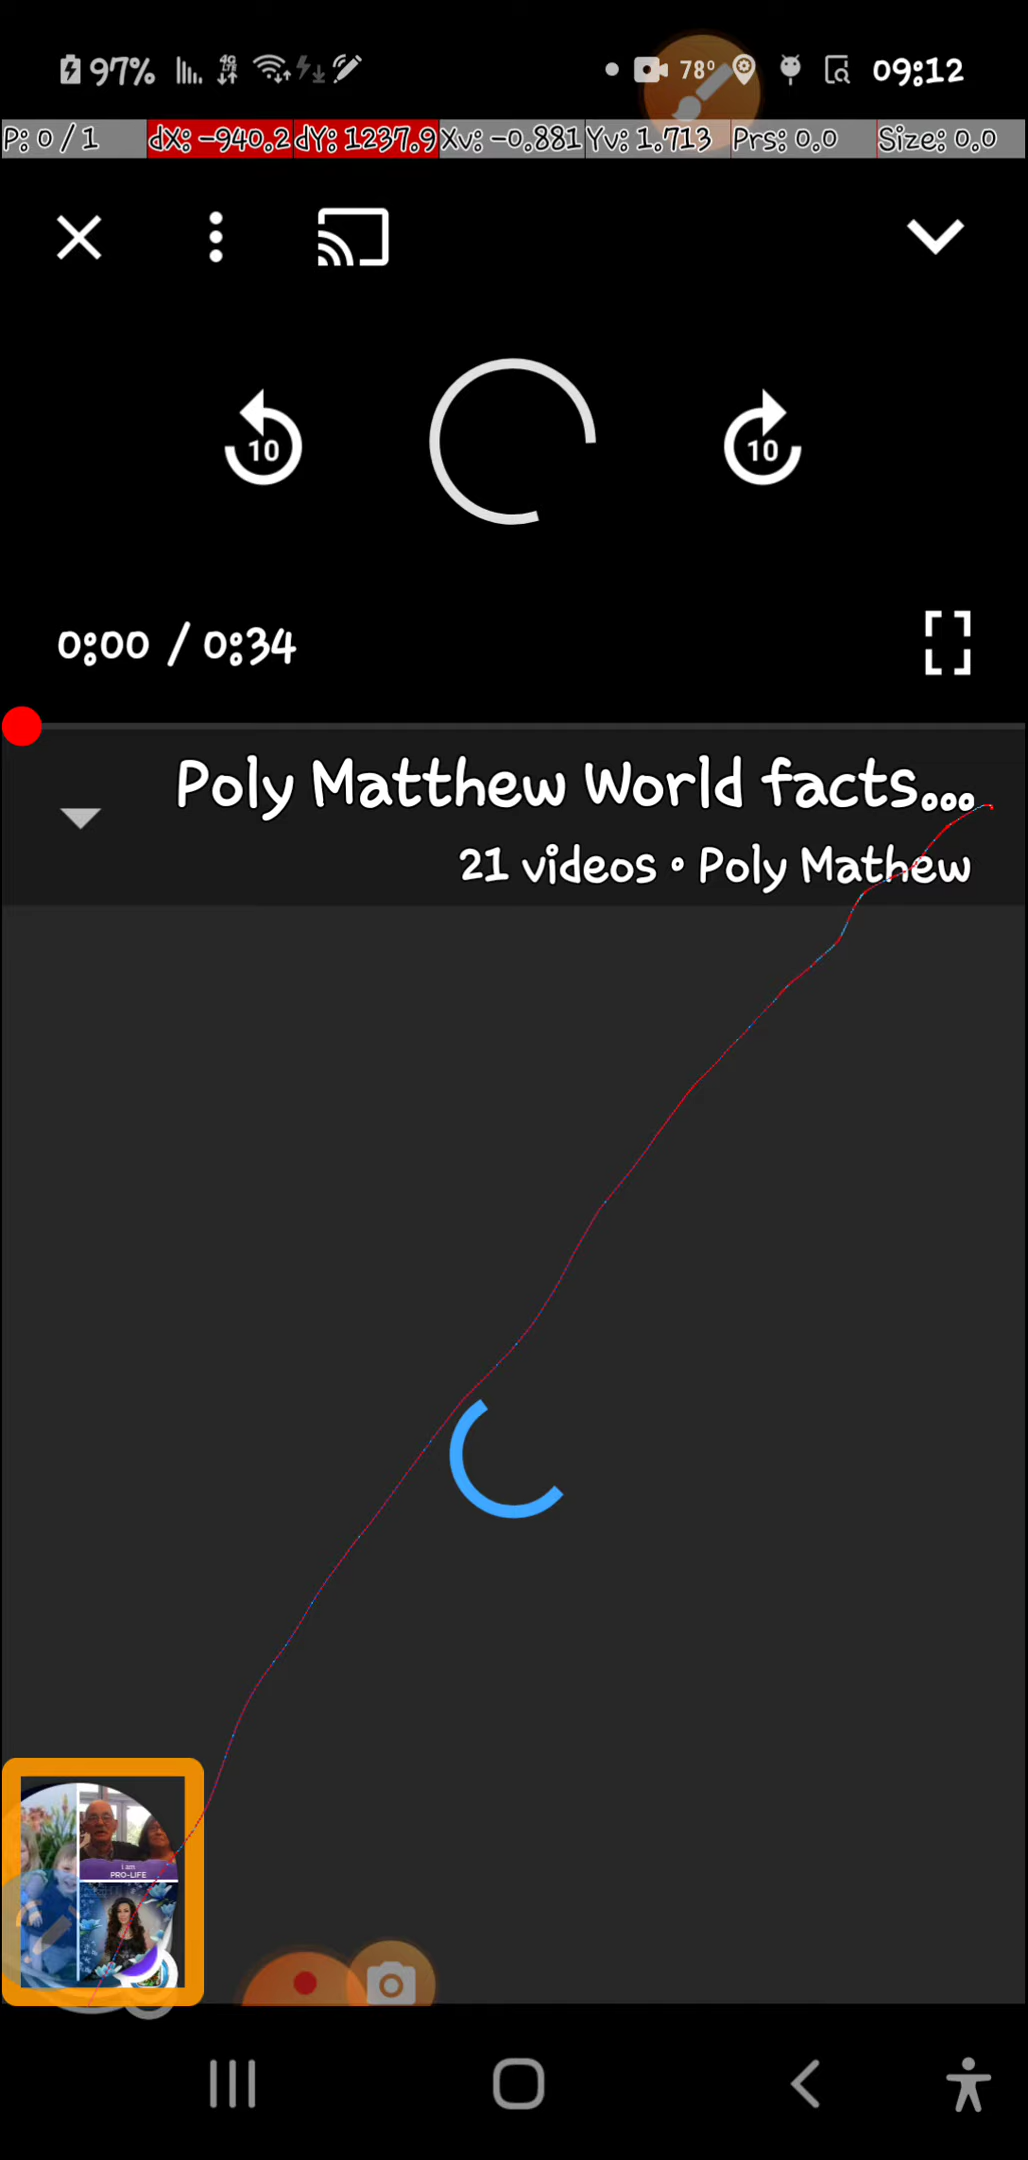 97% 4G 78° 09:12
P: 0 / 1 dX: -940.2 dY: 1237.9 Xv: -0.881 Yv: 1.713 Prs: 0.0 Size: 0.0
10 10
0:00 / 0:34
Poly Matthew World facts...
21 videos • Poly Mathew
i am
PRO-LIFE